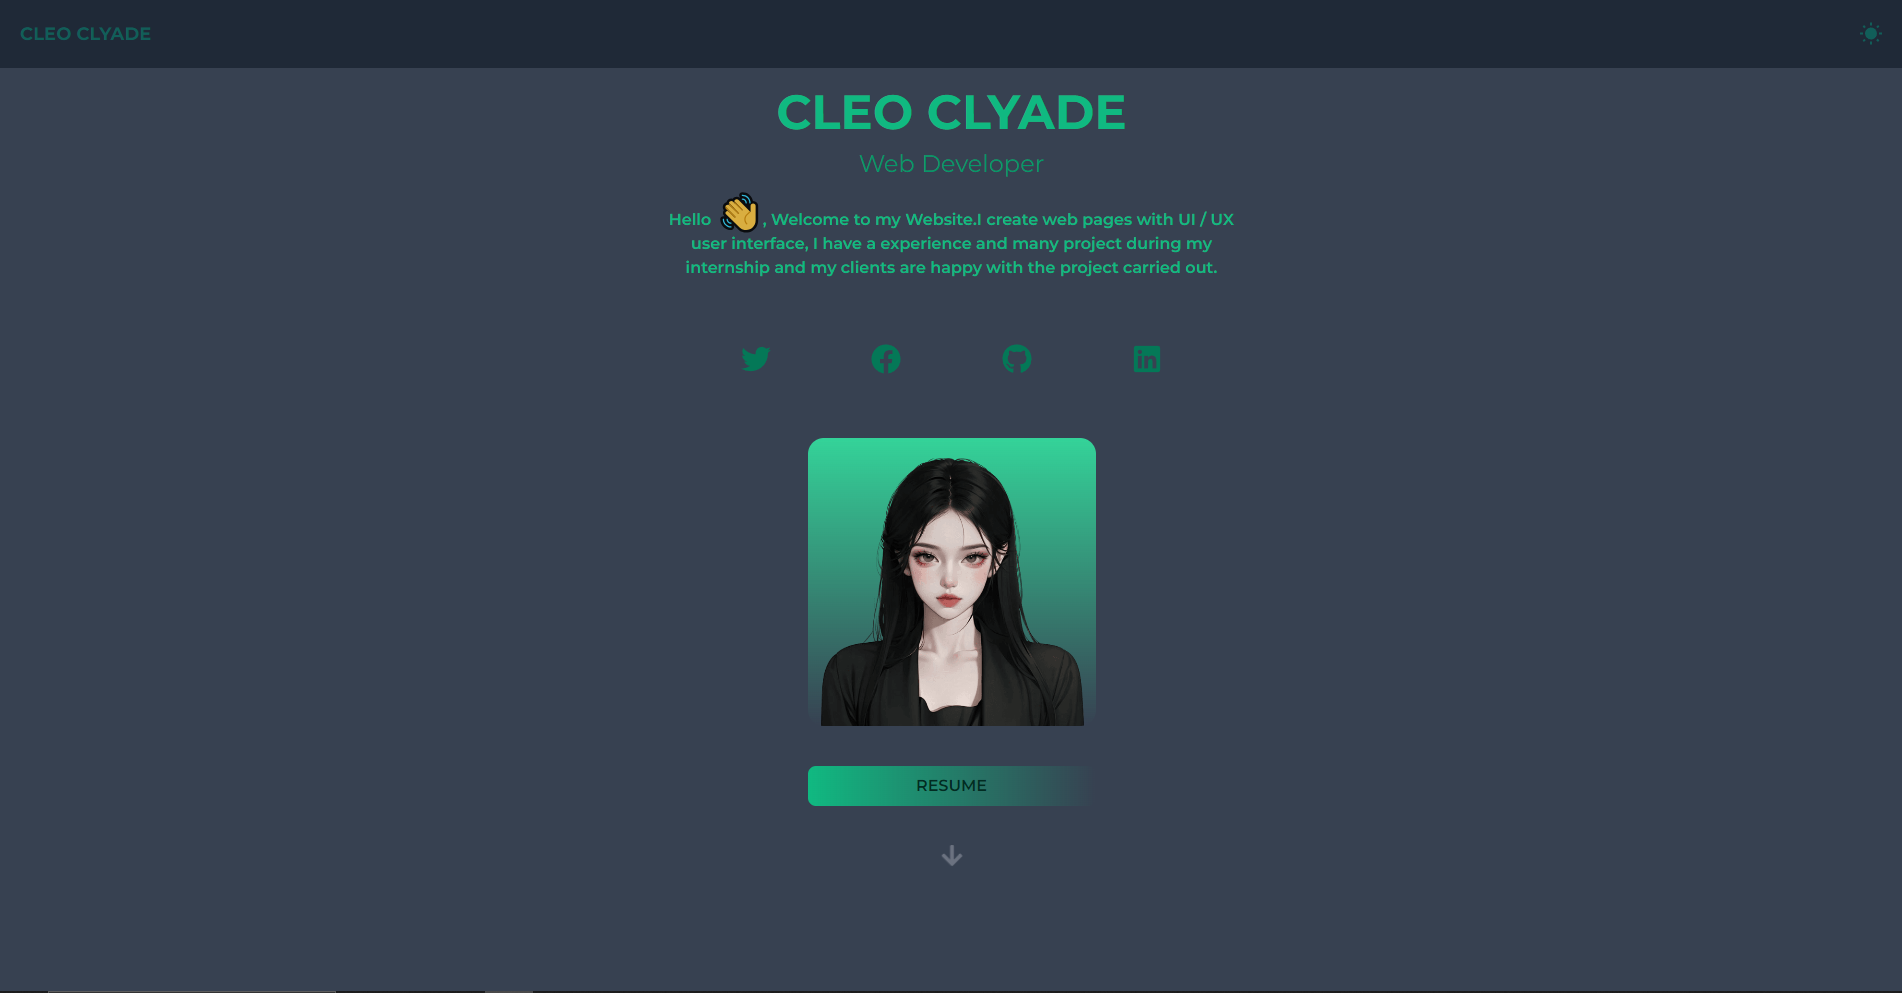 CLEO CLYADE
CLEO CLYADE
Web Developer
Hello 👋, Welcome to my Website.I create web pages with UI / UX
user interface, I have a experience and many project during my
internship and my clients are happy with the project carried out.
RESUME